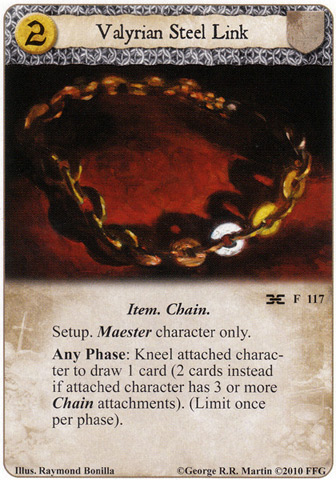 2
Valyrian Steel Link
F 117
Item. Chain.
Setup. Maester character only.
Any Phase: Kneel attached charac-
ter to draw 1 card (2 cards instead
if attached character has 3 or more
Chain attachments). (Limit once
per phase).
Illus. Raymond Bonilla ©George R.R. Martin ©2010 FFG